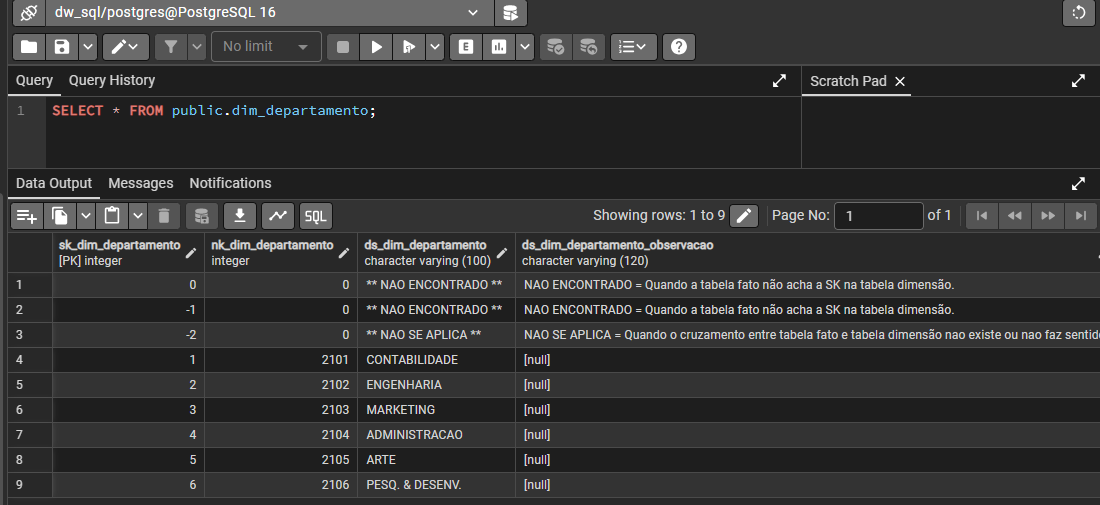 dw_sql/postgres@PostgreSQL 16
No limit
E
Query Query History
Scratch Pad
1 SELECT * FROM public.dim_departamento;
Data Output Messages Notifications
SQL
Showing rows: 1 to 9
Page No: 1 of 1
sk_dim_departamento nk_dim_departamento ds_dim_departamento ds_dim_departamento_observacao
[PK] integer integer character varying (100) character varying (120)
1 0 0 ** NAO ENCONTRADO ** NAO ENCONTRADO = Quando a tabela fato não acha a SK na tabela dimensão.
2 -1 0 ** NAO ENCONTRADO ** NAO ENCONTRADO = Quando a tabela fato não acha a SK na tabela dimensão.
3 -2 0 ** NAO SE APLICA ** NAO SE APLICA = Quando o cruzamento entre tabela fato e tabela dimensão nao existe ou nao faz sentido
4 1 2101 CONTABILIDADE [null]
5 2 2102 ENGENHARIA [null]
6 3 2103 MARKETING [null]
7 4 2104 ADMINISTRACAO [null]
8 5 2105 ARTE [null]
9 6 2106 PESQ. & DESENV. [null]